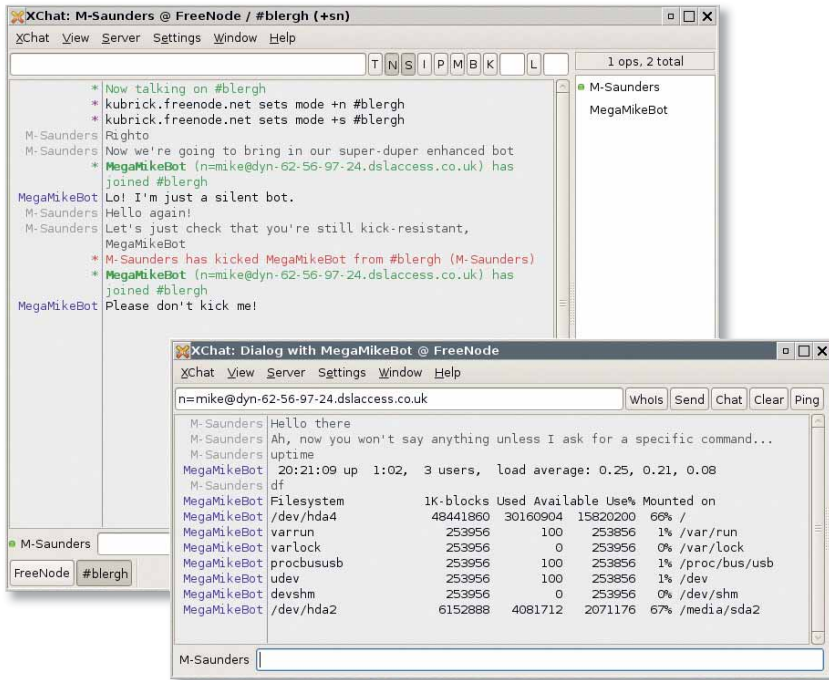 XChat: M-Saunders @ FreeNode / #blergh (+sn)
XChat View Server Settings Window Help
T N S I P M B K L
1 ops, 2 total
M-Saunders
MegaMikeBot
* Now talking on #blergh
* kubrick.freenode.net sets mode +n #blergh
* kubrick.freenode.net sets mode +s #blergh
M-Saunders Righto
M-Saunders Now we're going to bring in our super-duper enhanced bot
* MegaMikeBot (n=mike@dyn-62-56-97-24.dslaccess.co.uk) has
joined #blergh
MegaMikeBot Lo! I'm just a silent bot.
M-Saunders Hello again!
M-Saunders Let's just check that you're still kick-resistant,
MegaMikeBot
* M-Saunders has kicked MegaMikeBot from #blergh (M-Saunders)
* MegaMikeBot (n=mike@dyn-62-56-97-24.dslaccess.co.uk) has
joined #blergh
MegaMikeBot Please don't kick me!
M-Saunders
FreeNode #blergh
XChat: Dialog with MegaMikeBot @ FreeNode
XChat View Server Settings Window Help
n=mike@dyn-62-56-97-24.dslaccess.co.uk WhoIs Send Chat Clear Ping
M-Saunders Hello there
M-Saunders Ah, now you won't say anything unless I ask for a specific command...
M-Saunders uptime
MegaMikeBot 20:21:09 up 1:02, 3 users, load average: 0.25, 0.21, 0.08
M-Saunders df
MegaMikeBot Filesystem 1K-blocks Used Available Use% Mounted on
MegaMikeBot /dev/hda4 48441860 30160904 15820200 66% /
MegaMikeBot varrun 253956 100 253856 1% /var/run
MegaMikeBot varlock 253956 0 253956 0% /var/lock
MegaMikeBot procbususb 253956 100 253856 1% /proc/bus/usb
MegaMikeBot udev 253956 100 253856 1% /dev
MegaMikeBot devshm 253956 0 253956 0% /dev/shm
MegaMikeBot /dev/hda2 6152888 4081712 2071176 67% /media/sda2
M-Saunders